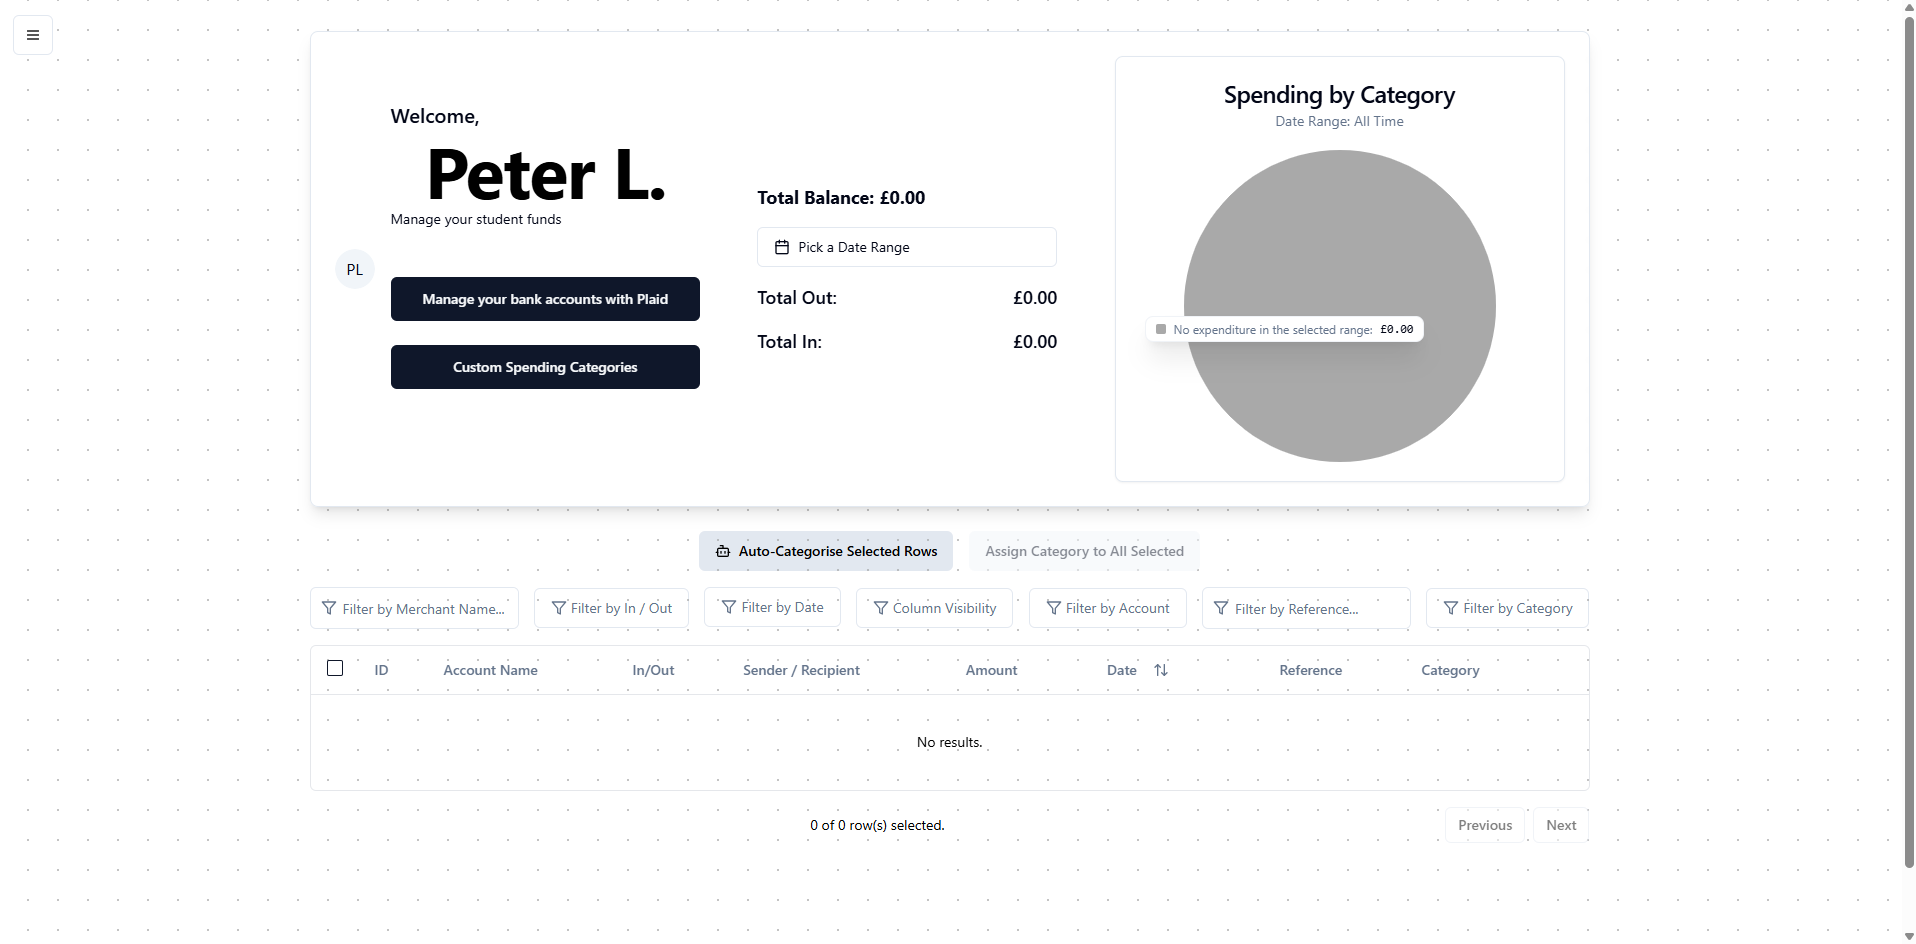 Welcome,
Peter L.
Manage your student funds
PL
Manage your bank accounts with Plaid
Custom Spending Categories
Total Balance: £0.00
Pick a Date Range
Total Out: £0.00
Total In: £0.00
Spending by Category
Date Range: All Time
No expenditure in the selected range: £0.00
Auto-Categorise Selected Rows
Assign Category to All Selected
Filter by Merchant Name...
Filter by In / Out
Filter by Date
Column Visibility
Filter by Account
Filter by Reference...
Filter by Category
ID Account Name In/Out Sender / Recipient Amount Date Reference Category
No results.
0 of 0 row(s) selected.
Previous
Next